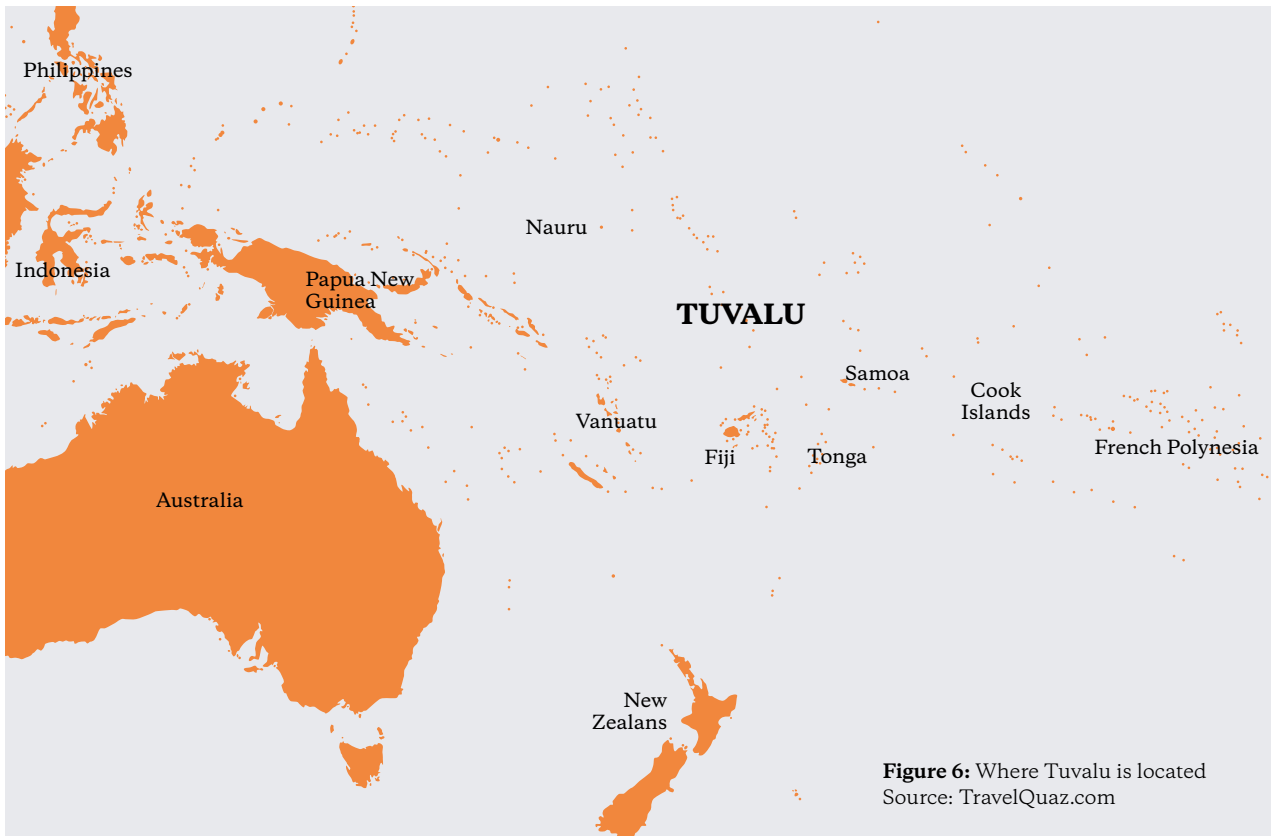 Philippines
Nauru
Indonesia
Papua New
Guinea
TUVALU
Samoa
Cook
Islands
Vanuatu
Fiji
Tonga
French Polynesia
Australia
New
Zealans
Figure 6: Where Tuvalu is located
Source: TravelQuaz.com